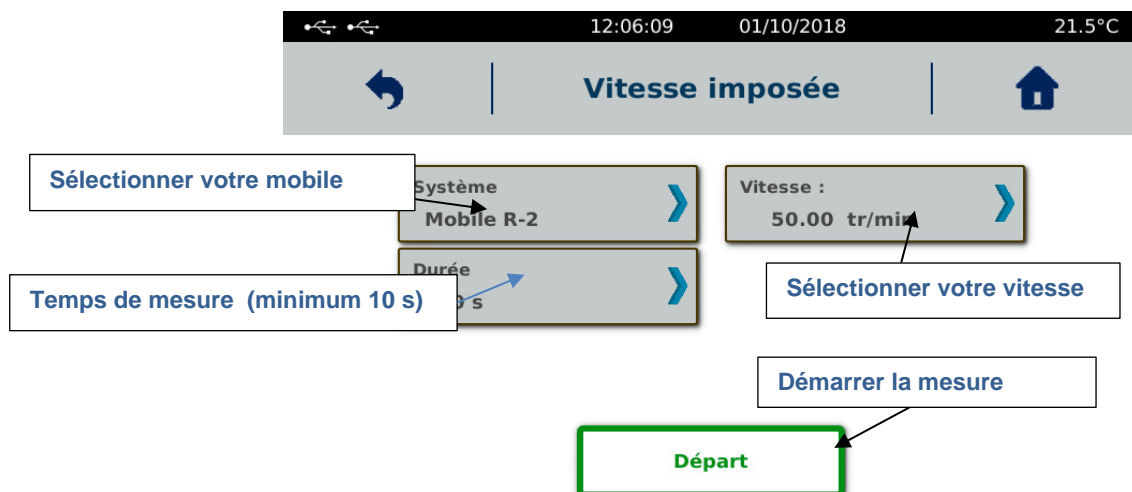 12:06:09 01/10/2018 21.5°C
Vitesse imposée
Sélectionner votre mobile
Système
Mobile R-2
Vitesse :
50.00 tr/min
Durée
Temps de mesure (minimum 10 s)
s
Sélectionner votre vitesse
Démarrer la mesure
Départ